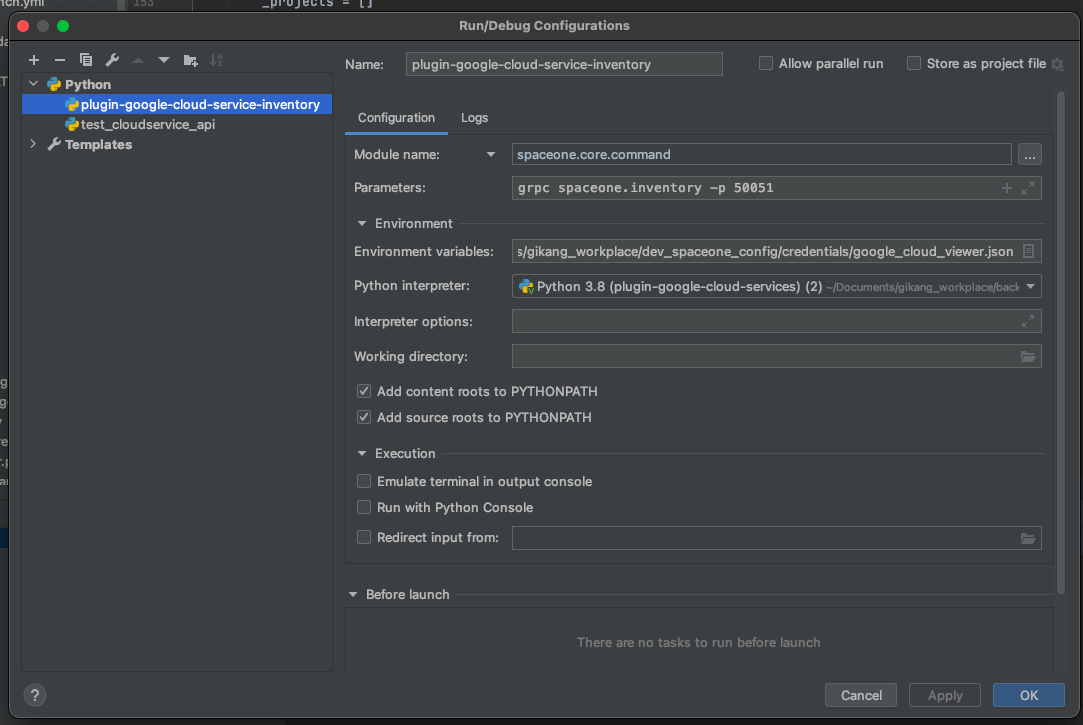 nch.yml
153
_projects = []
Run/Debug Configurations
Name:
plugin-google-cloud-service-inventory
Allow parallel run
Store as project file
Python
plugin-google-cloud-service-inventory
test_cloudservice_api
Templates
Configuration
Logs
Module name:
spaceone.core.command
...
Parameters:
grpc spaceone.inventory -p 50051
Environment
Environment variables:
s/gikang_workplace/dev_spaceone_config/credentials/google_cloud_viewer.json
Python interpreter:
Python 3.8 (plugin-google-cloud-services) (2) ~/Documents/gikang_workplace/back
Interpreter options:
Working directory:
Add content roots to PYTHONPATH
Add source roots to PYTHONPATH
Execution
Emulate terminal in output console
Run with Python Console
Redirect input from:
Before launch
There are no tasks to run before launch
?
Cancel
Apply
OK